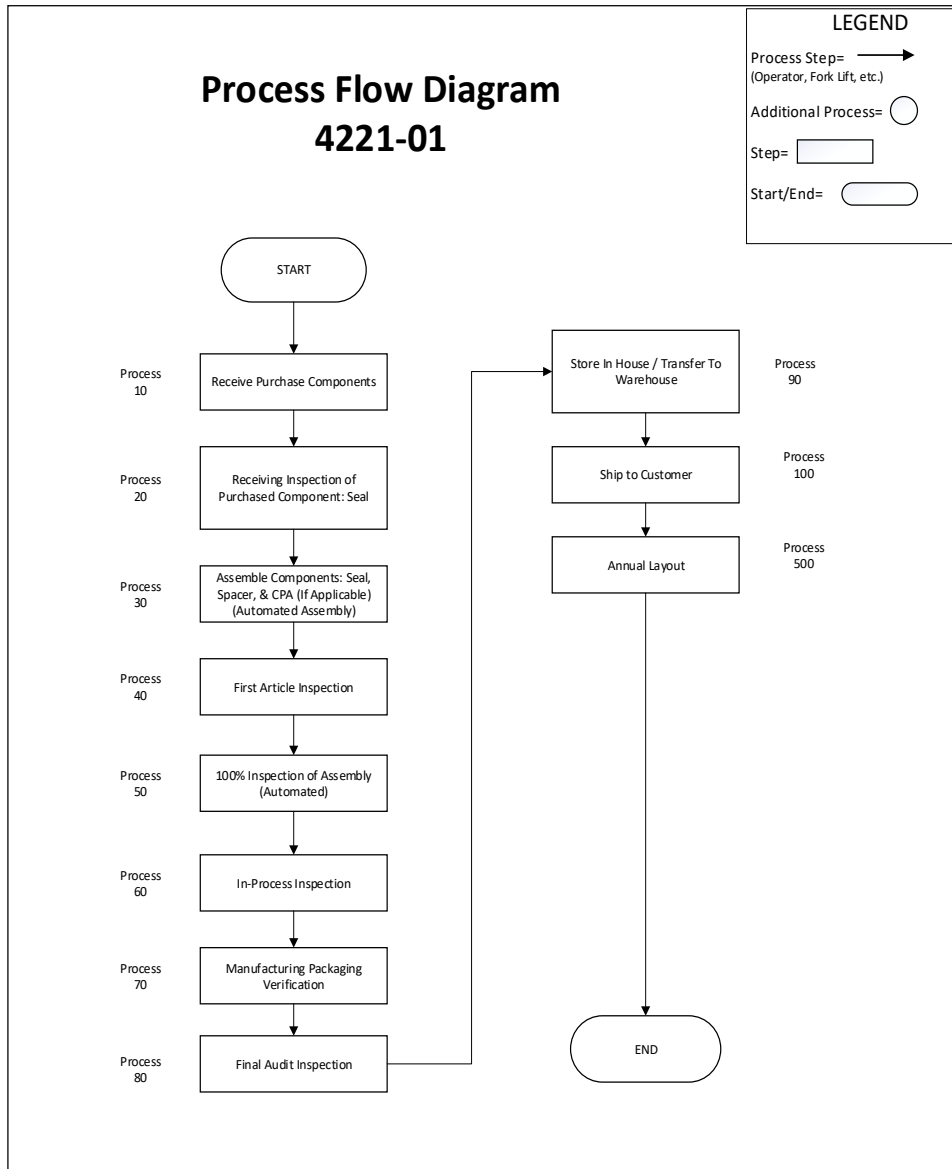 Process Flow Diagram
4221-01
LEGEND
Process Step=
(Operator, Fork Lift, etc.)
Additional Process=
Step=
Start/End=
START
Process
10
Receive Purchase Components
Process
20
Receiving Inspection of
Purchased Component: Seal
Process
30
Assemble Components: Seal,
Spacer, & CPA (If Applicable)
(Automated Assembly)
Process
40
First Article Inspection
Process
50
100% Inspection of Assembly
(Automated)
Process
60
In-Process Inspection
Process
70
Manufacturing Packaging
Verification
Process
80
Final Audit Inspection
Store In House / Transfer To
Warehouse
Process
90
Ship to Customer
Process
100
Annual Layout
Process
500
END